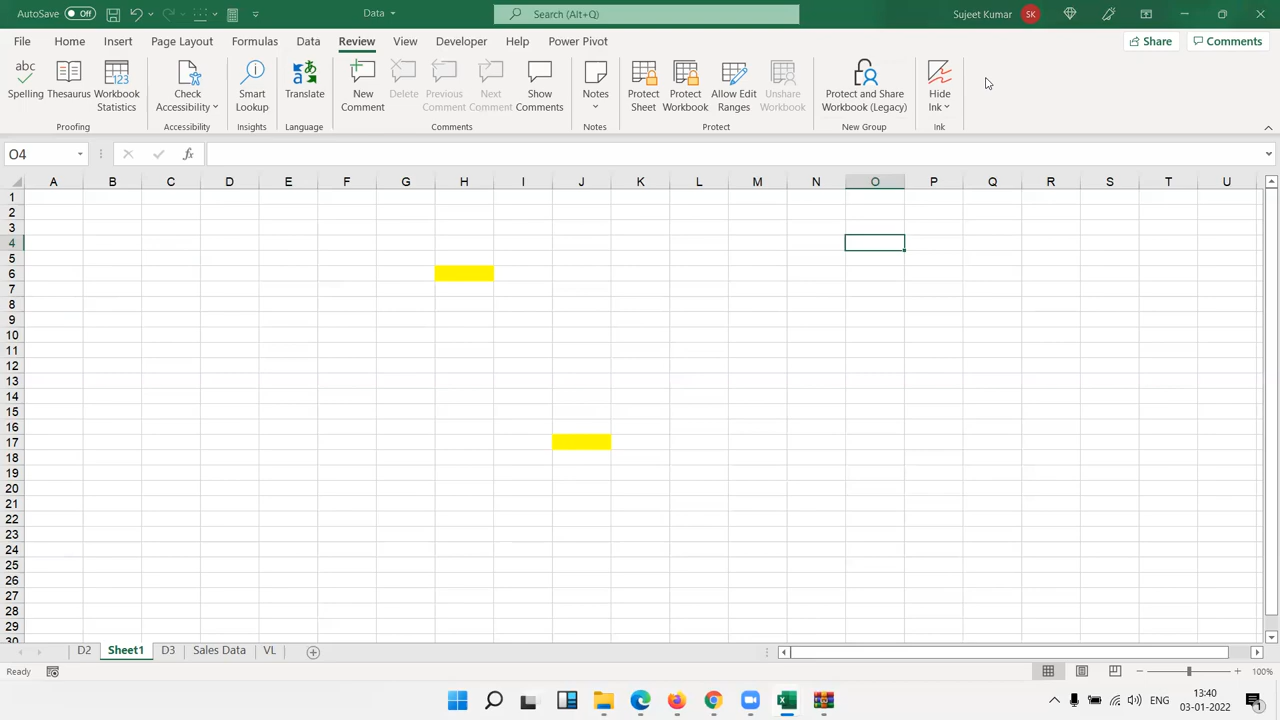 AutoSave Off Data Search (Alt+Q) Sujeet Kumar SK
File Home Insert Page Layout Formulas Data Review View Developer Help Power Pivot Share Comments
abc
Spelling Thesaurus Workbook Statistics
Proofing
Check Accessibility
Accessibility
Smart Lookup
Insights
Translate
Language
New Comment Delete Previous Comment Next Comment Show Comments
Comments
Notes
Notes
Protect Sheet Protect Workbook Allow Edit Ranges Unshare Workbook
Protect
Protect and Share Workbook (Legacy)
New Group
Hide Ink
Ink
O4 fx
A B C D E F G H I J K L M N O P Q R S T U
1
2
3
4
5
6
7
8
9
10
11
12
13
14
15
16
17
18
19
20
21
22
23
24
25
26
27
28
29
30
D2 Sheet1 D3 Sales Data VL
Ready 100%
ENG 13:40
03-01-2022 1